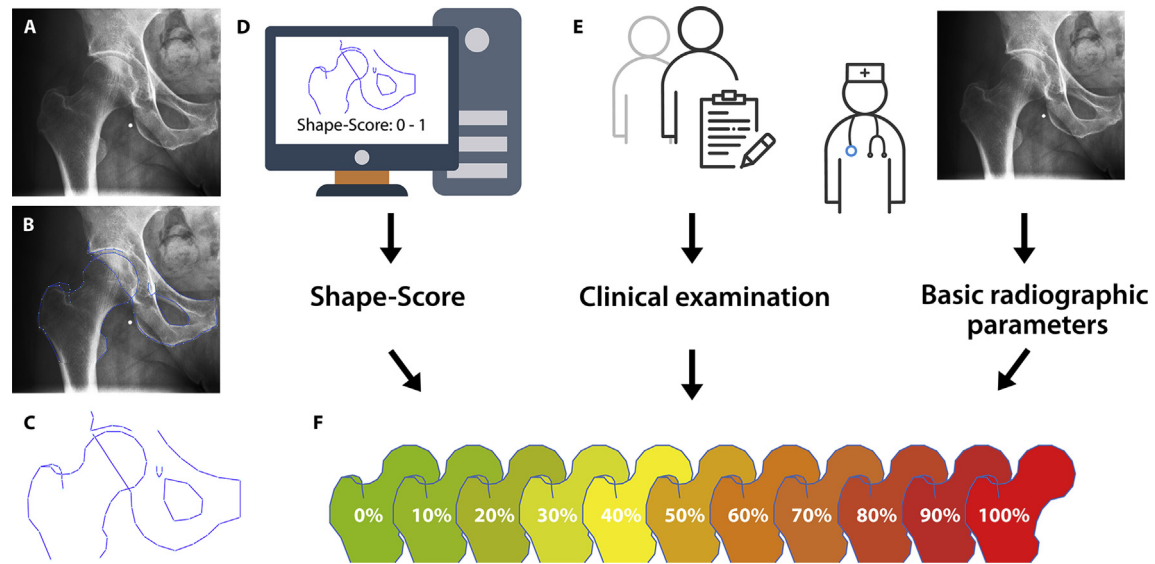 A
B
C
D
Shape-Score: 0 - 1
E
Shape-Score
Clinical examination
Basic radiographic
parameters
F
0% 10% 20% 30% 40% 50% 60% 70% 80% 90% 100%